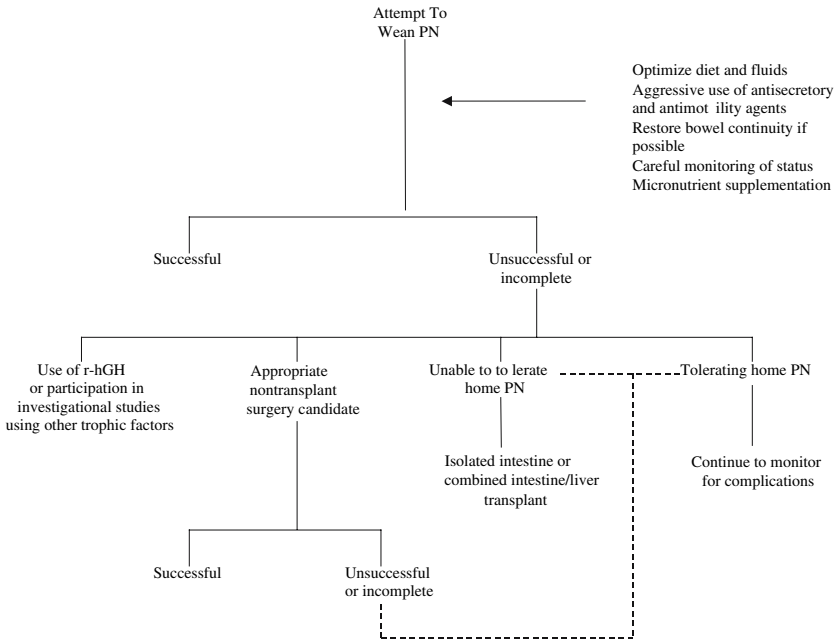 Attempt To
Wean PN
Optimize diet and fluids
Aggressive use of antisecretory
and antimot ility agents
Restore bowel continuity if
possible
Careful monitoring of status
Micronutrient supplementation
Successful
Unsuccessful or
incomplete
Use of r-hGH
or participation in
investigational studies
using other trophic factors
Appropriate
nontransplant
surgery candidate
Unable to to lerate
home PN
Tolerating home PN
Isolated intestine or
combined intestine/liver
transplant
Continue to monitor
for complications
Successful
Unsuccessful
or incomplete